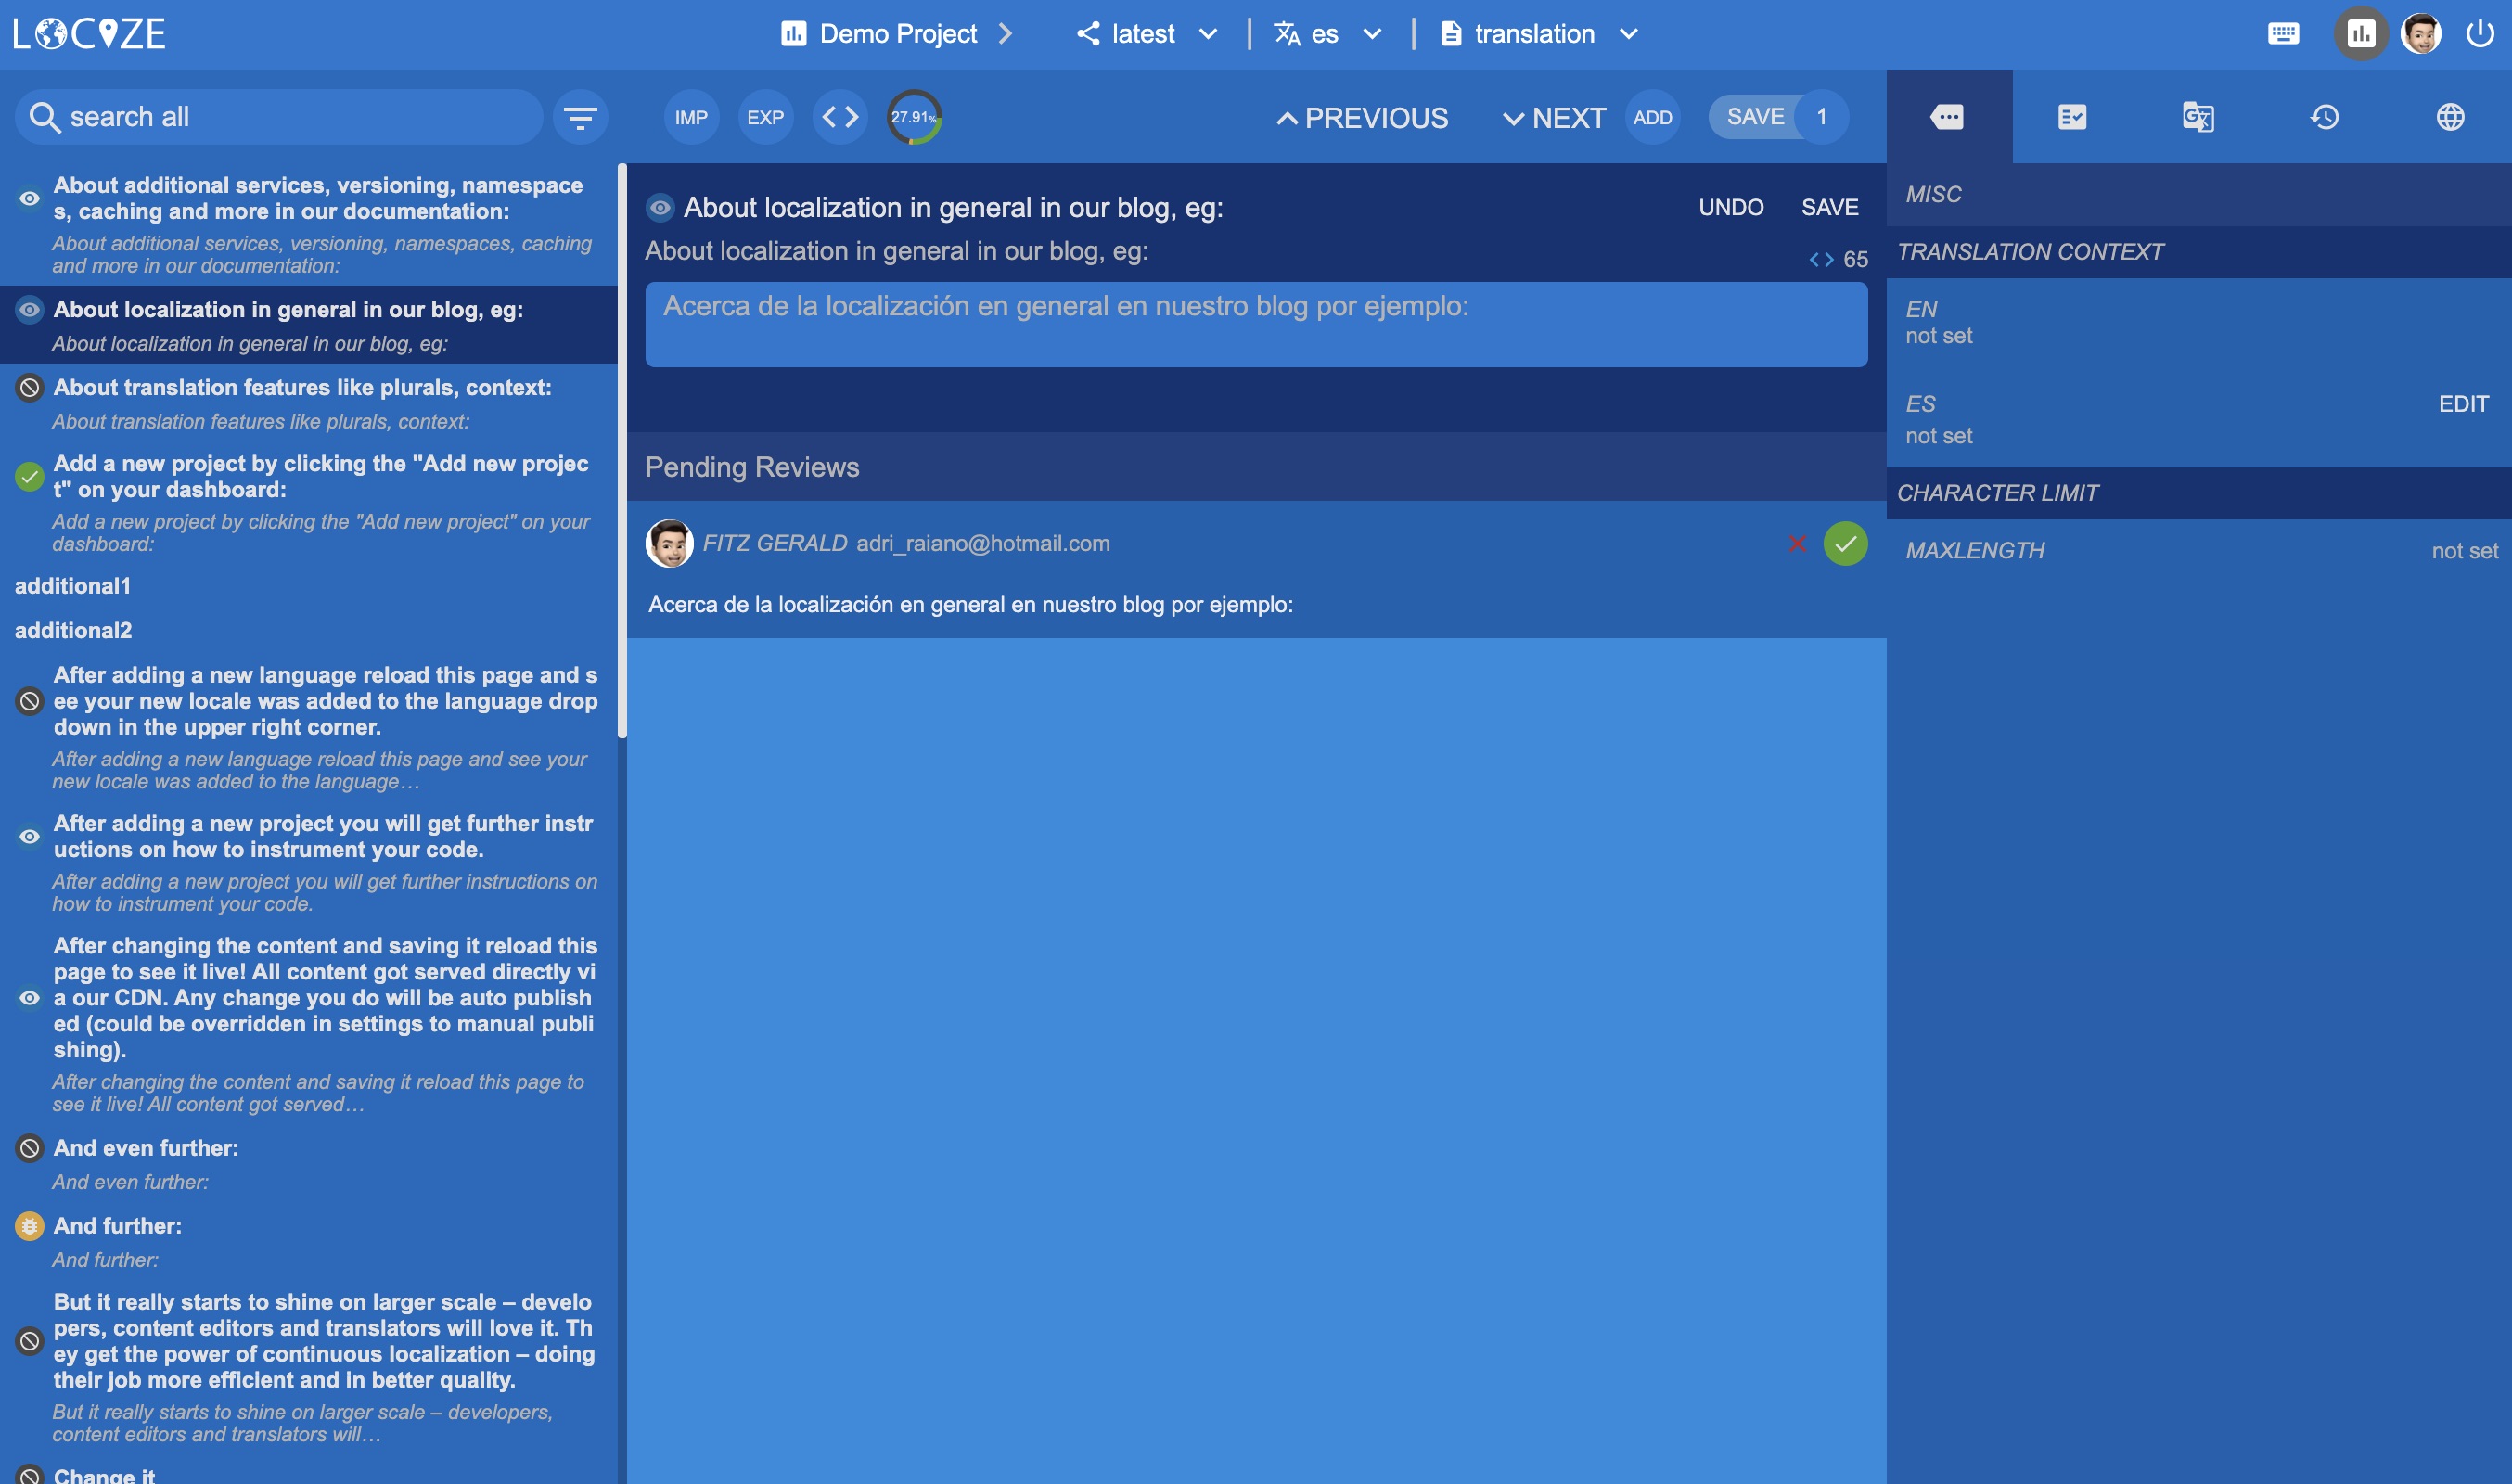 LOCIZE
Demo Project
latest
es
translation
search all
IMP
EXP
27.91%
PREVIOUS
NEXT
ADD
SAVE
1
About additional services, versioning, namespace
s, caching and more in our documentation:
About additional services, versioning, namespaces, caching
and more in our documentation:
About localization in general in our blog, eg:
About localization in general in our blog, eg:
About translation features like plurals, context:
About translation features like plurals, context:
Add a new project by clicking the "Add new projec
t" on your dashboard:
Add a new project by clicking the "Add new project" on your
dashboard:
additional1
additional2
After adding a new language reload this page and s
ee your new locale was added to the language drop
down in the upper right corner.
After adding a new language reload this page and see your
new locale was added to the language…
After adding a new project you will get further instr
uctions on how to instrument your code.
After adding a new project you will get further instructions on
how to instrument your code.
After changing the content and saving it reload this
page to see it live! All content got served directly vi
a our CDN. Any change you do will be auto publish
ed (could be overridden in settings to manual publi
shing).
After changing the content and saving it reload this page to
see it live! All content got served…
And even further:
And even further:
And further:
And further:
But it really starts to shine on larger scale – develo
pers, content editors and translators will love it. Th
ey get the power of continuous localization – doing
their job more efficient and in better quality.
But it really starts to shine on larger scale – developers,
content editors and translators will…
Change it
About localization in general in our blog, eg:
UNDO
SAVE
About localization in general in our blog, eg:
65
Acerca de la localización en general en nuestro blog por ejemplo:
Pending Reviews
FITZ GERALD adri_raiano@hotmail.com
Acerca de la localización en general en nuestro blog por ejemplo:
MISC
TRANSLATION CONTEXT
EN
not set
ES
EDIT
not set
CHARACTER LIMIT
MAXLENGTH
not set